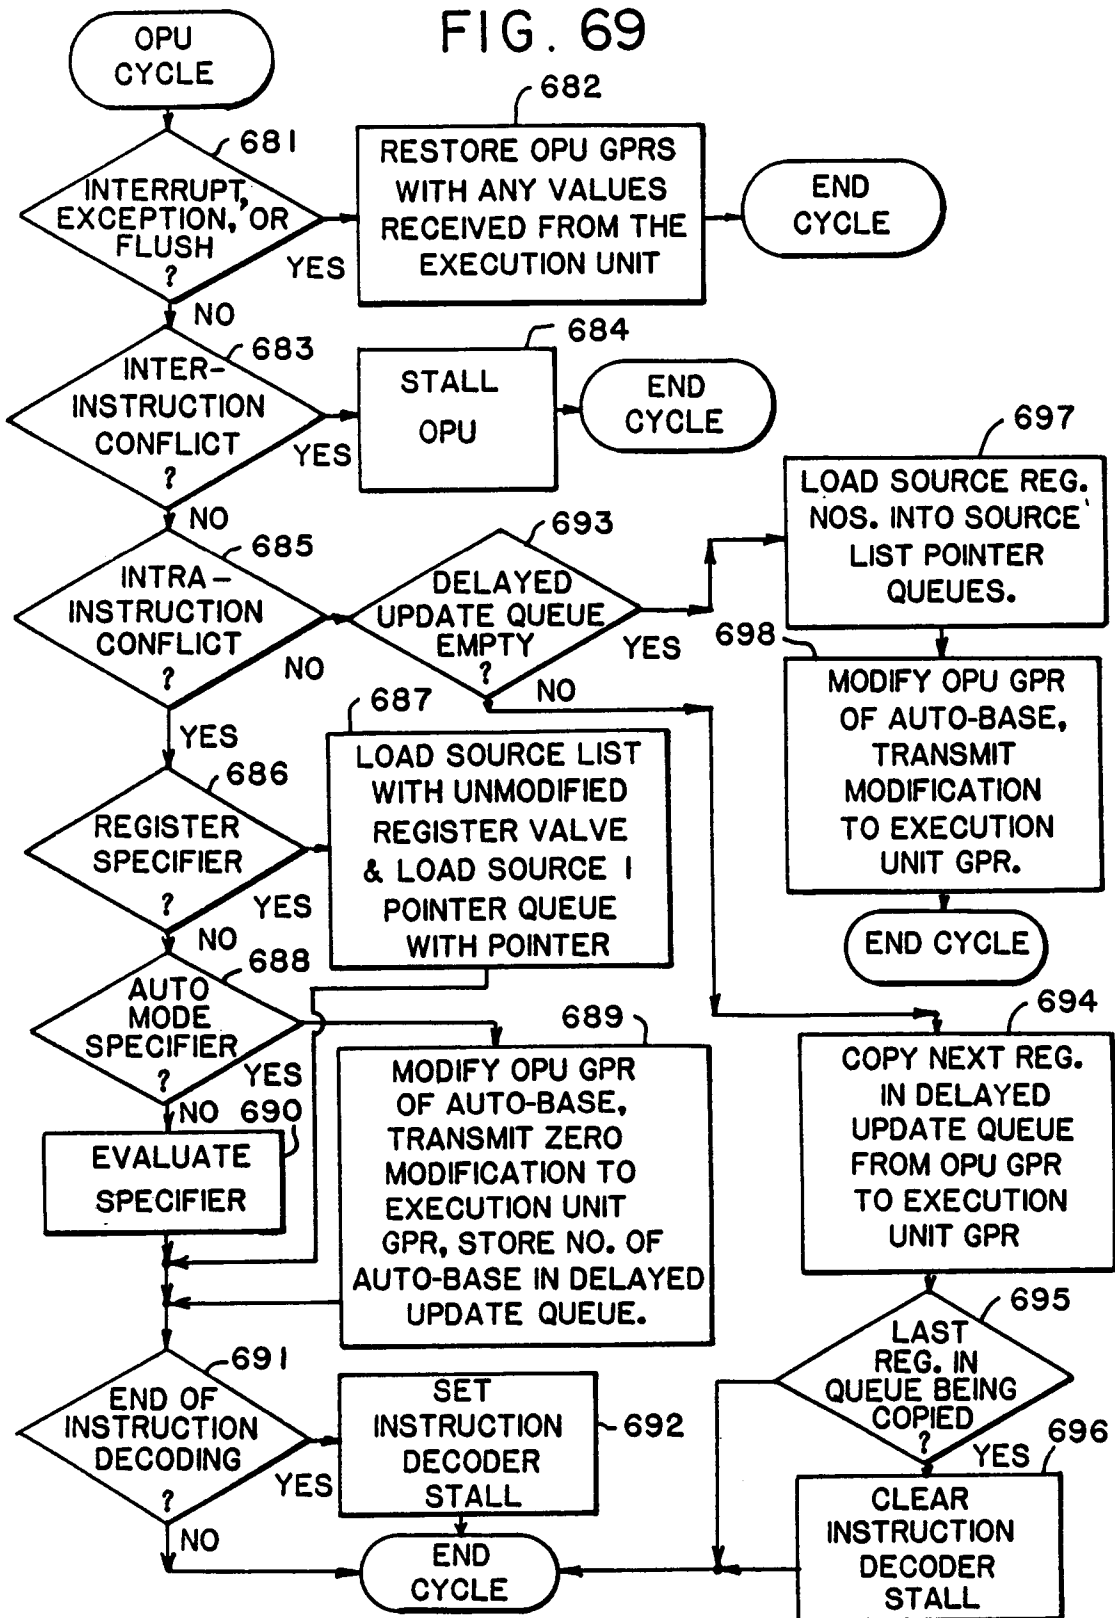 FIG. 69
OPU
CYCLE
681
INTERRUPT,
EXCEPTION, OR
FLUSH
?
YES
NO
682
RESTORE OPU GPRS
WITH ANY VALUES
RECEIVED FROM THE
EXECUTION UNIT
END
CYCLE
683
INTER-
INSTRUCTION
CONFLICT
?
YES
NO
684
STALL
OPU
END
CYCLE
685
INTRA-
INSTRUCTION
CONFLICT
?
NO
YES
693
DELAYED
UPDATE QUEUE
EMPTY
?
YES
NO
697
LOAD SOURCE REG.
NOS. INTO SOURCE
LIST POINTER
QUEUES.
698
MODIFY OPU GPR
OF AUTO-BASE,
TRANSMIT
MODIFICATION
TO EXECUTION
UNIT GPR.
END CYCLE
686
REGISTER
SPECIFIER
?
YES
NO
687
LOAD SOURCE LIST
WITH UNMODIFIED
REGISTER VALVE
& LOAD SOURCE 1
POINTER QUEUE
WITH POINTER
688
AUTO
MODE
SPECIFIER
?
YES
NO
689
MODIFY OPU GPR
OF AUTO-BASE,
TRANSMIT ZERO
MODIFICATION TO
EXECUTION UNIT
GPR, STORE NO. OF
AUTO-BASE IN DELAYED
UPDATE QUEUE.
690
EVALUATE
SPECIFIER
694
COPY NEXT REG.
IN DELAYED
UPDATE QUEUE
FROM OPU GPR
TO EXECUTION
UNIT GPR
695
LAST
REG. IN
QUEUE BEING
COPIED
?
YES
696
CLEAR
INSTRUCTION
DECODER
STALL
691
END OF
INSTRUCTION
DECODING
?
YES
NO
692
SET
INSTRUCTION
DECODER
STALL
END
CYCLE